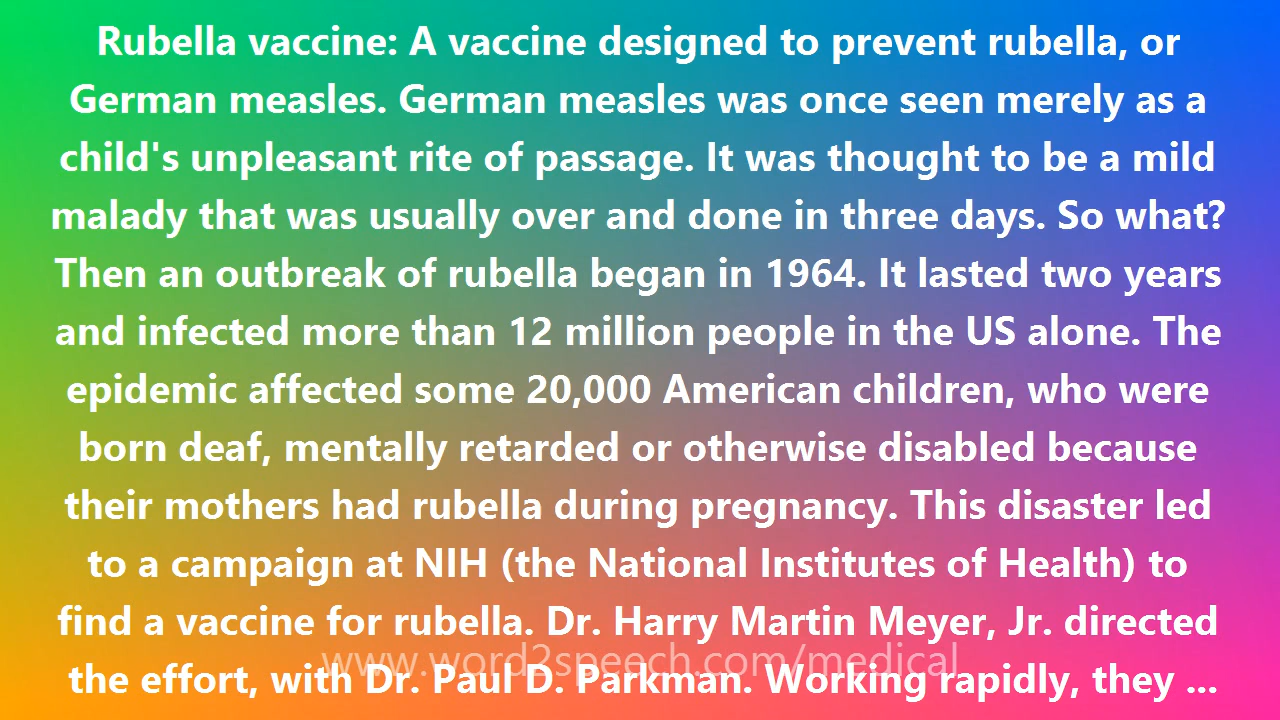 Rubella vaccine: A vaccine designed to prevent rubella, or
German measles. German measles was once seen merely as a
child's unpleasant rite of passage. It was thought to be a mild
malady that was usually over and done in three days. So what?
Then an outbreak of rubella began in 1964. It lasted two years
and infected more than 12 million people in the US alone. The
epidemic affected some 20,000 American children, who were
born deaf, mentally retarded or otherwise disabled because
their mothers had rubella during pregnancy. This disaster led
to a campaign at NIH (the National Institutes of Health) to
find a vaccine for rubella. Dr. Harry Martin Meyer, Jr. directed
www.word2speech.com/medical
the effort, with Dr. Paul D. Parkman. Working rapidly, they ...